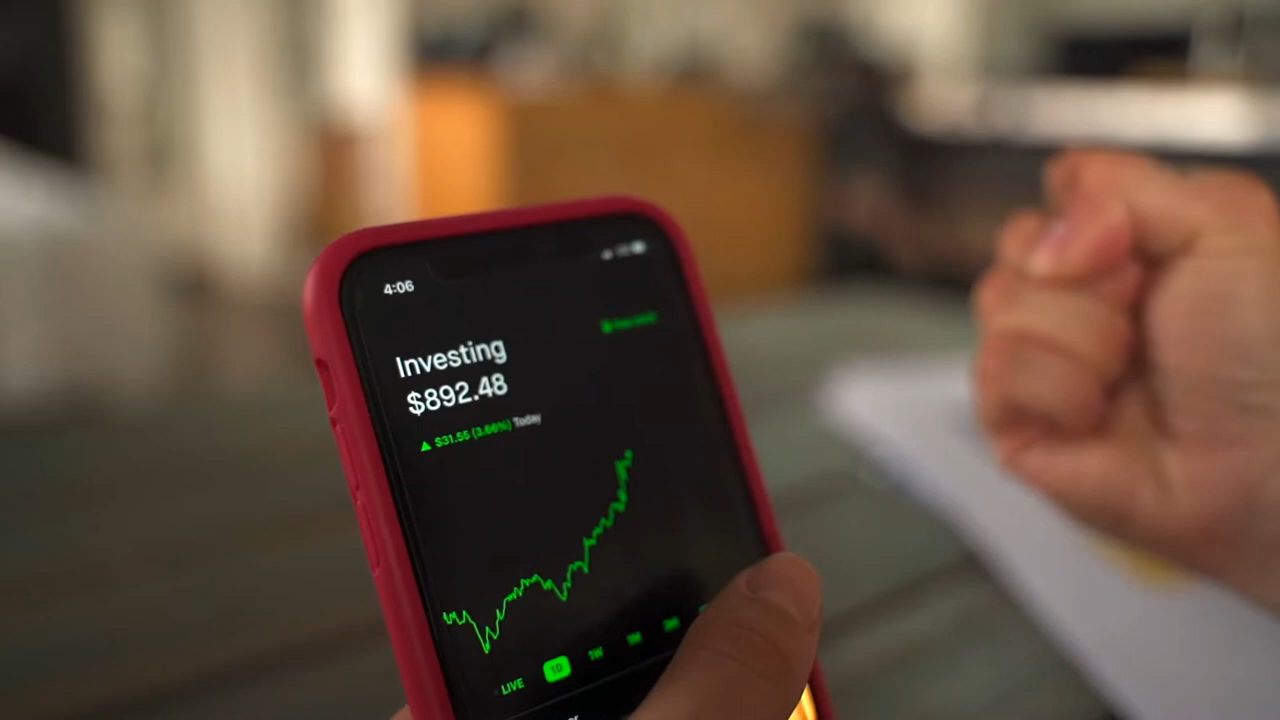 4:06
Investing
$892.48
▲ $31.55 (3.66%) Today
LIVE 1D 1W 1M 3M